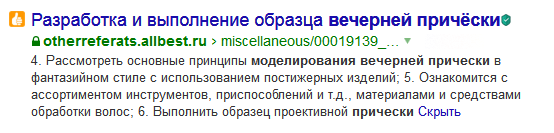 Разработка и выполнение образца вечерней причёски
otherreferats.allbest.ru › miscellaneous/00019139_...
4. Рассмотреть основные принципы моделирования вечерней прически в
фантазийном стиле с использованием постижерных изделий; 5. Ознакомится с
ассортиментом инструментов, приспособлений и т.д., материалами и средствами
обработки волос; 6. Выполнить образец проективной прически Скрыть